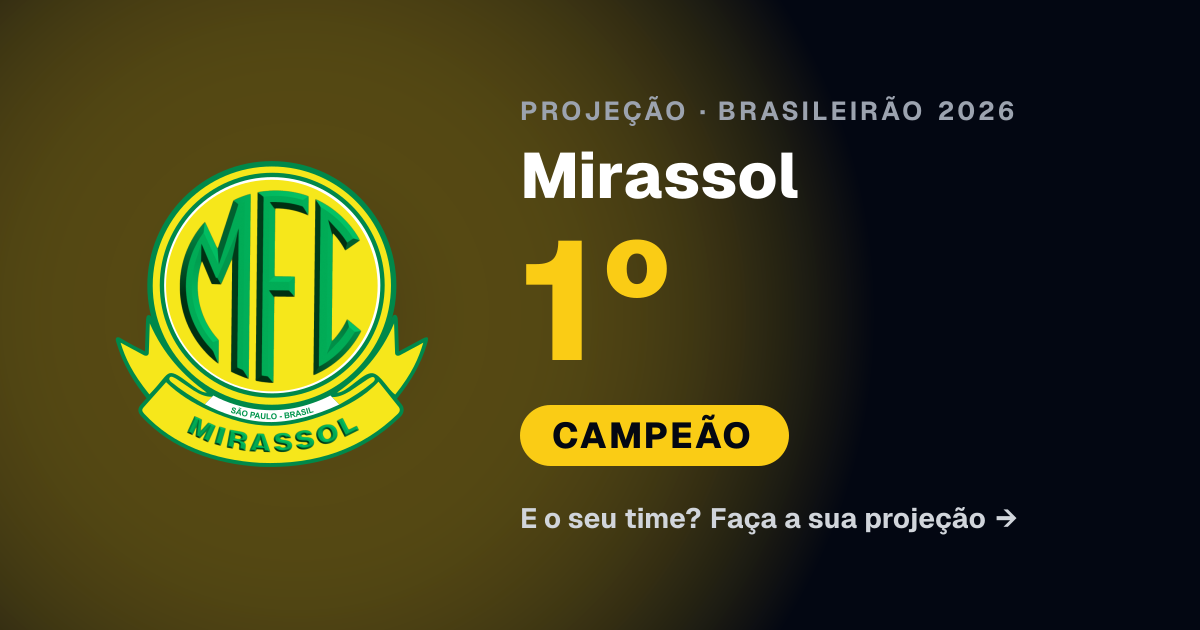 MFC
SÃO PAULO - BRASIL
MIRASSOL
PROJEÇÃO · BRASILEIRÃO 2026
Mirassol
1º
CAMPEÃO
E o seu time? Faça a sua projeção →